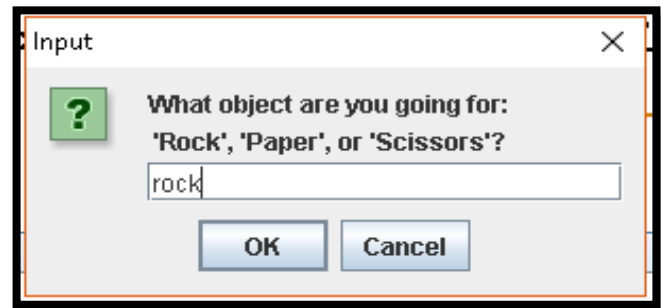 Input
What object are you going for:
'Rock', 'Paper', or 'Scissors'?
rock
OK
Cancel